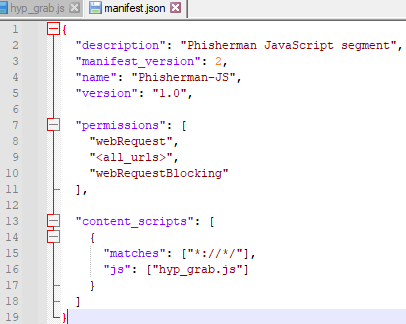 hyp_grab.js manifest.json
1 {
2 "description": "Phisherman JavaScript segment",
3 "manifest_version": 2,
4 "name": "Phisherman-JS",
5 "version": "1.0",
6
7 "permissions": [
8 "webRequest",
9 "<all_urls>",
10 "webRequestBlocking"
11 ],
12
13 "content_scripts": [
14 {
15 "matches": ["*://*/"],
16 "js": ["hyp_grab.js"]
17 }
18 ]
19 }